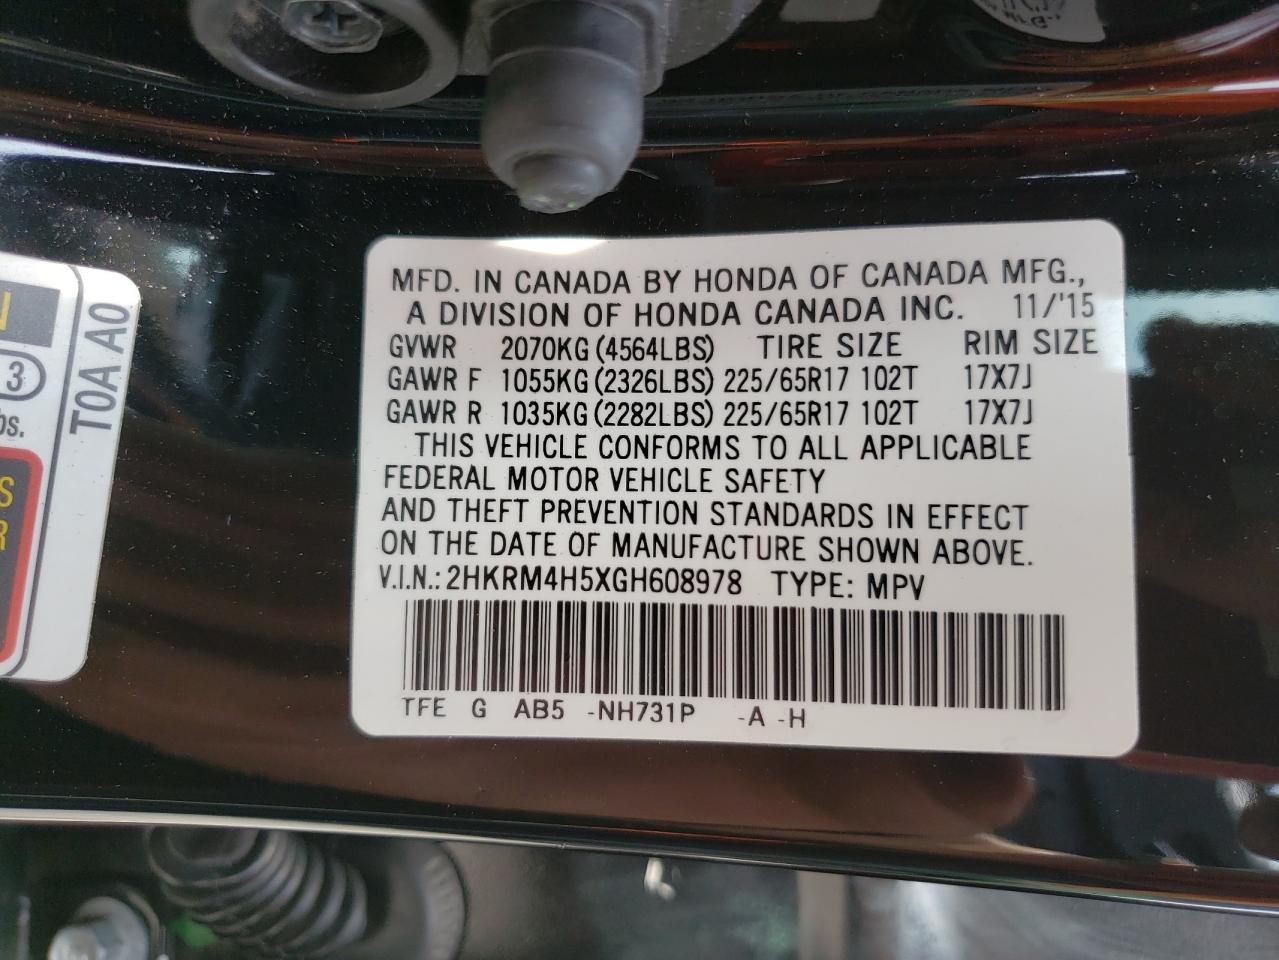 MFG.,
MFD. IN CANADA BY HONDA OF CANADA MFG.,
A DIVISION OF HONDA CANADA INC. 11/'15
GVWR 2070KG (4564LBS) TIRE SIZE RIM SIZE
GAWR F 1055KG (2326LBS) 225/65R17 102T 17X7J
GAWR R 1035KG (2282LBS) 225/65R17 102T 17X7J
THIS VEHICLE CONFORMS TO ALL APPLICABLE
FEDERAL MOTOR VEHICLE SAFETY
AND THEFT PREVENTION STANDARDS IN EFFECT
ON THE DATE OF MANUFACTURE SHOWN ABOVE.
V.I.N.: 2HKRM4H5XGH608978 TYPE: MPV
TFE G AB5 -NH731P -A -H
T0A A0
3
bs.
S
R